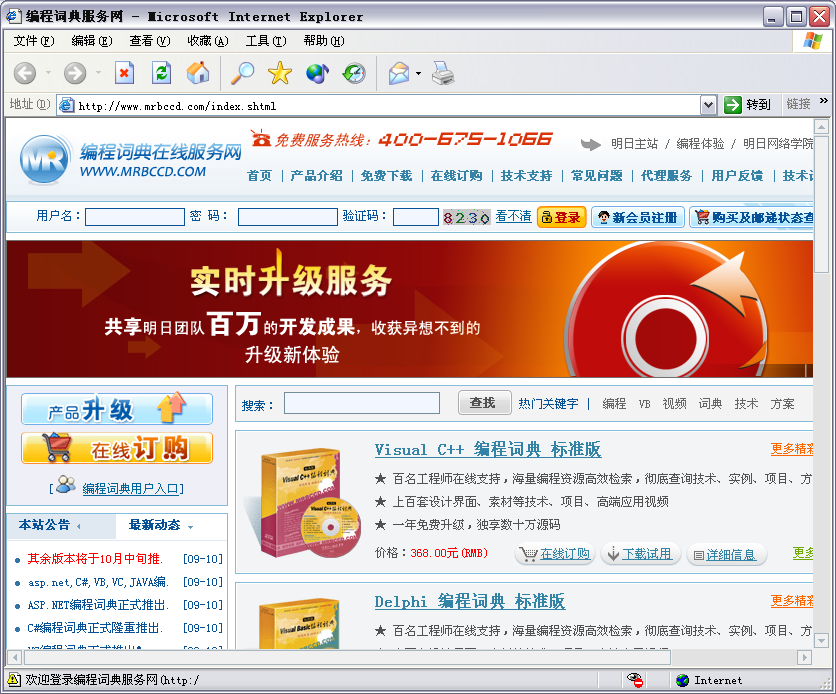 编程词典服务网 - Microsoft Internet Explorer
文件(F) 编辑(E) 查看(V) 收藏(A) 工具(T) 帮助(H)
地址(D) http://www.mrbccd.com/index.shtml 转到 链接 »
MR 编程词典在线服务网
WWW.MRBCCD.COM
免费服务热线：400-675-1066
明日主站 / 编程体验 / 明日网络学院
首页 | 产品介绍 | 免费下载 | 在线订购 | 技术支持 | 常见问题 | 代理服务 | 用户反馈 | 技术
用户名： 密 码： 验证码： 8230 看不清 登录 新会员注册 购买及邮递状态查
实时升级服务
共享明日团队百万的开发成果，收获异想不到的
升级新体验
产品升级
在线订购
[ 编程词典用户入口]
本站公告 最新动态
其余版本将于10月中旬推. [09-10]
asp.net,C#,VB,VC,JAVA编. [09-10]
ASP.NET编程词典正式推出. [09-10]
C#编程词典正式隆重推出. [09-10]
搜索： 查找 热门关键字 | 编程 VB 视频 词典 技术 方案
Visual C++ 编程词典 标准版 更多精彩
Visual C++编程词典
★ 百名工程师在线支持，海量编程资源高效检索，彻底查询技术、实例、项目、方
★ 上百套设计界面、素材等技术、项目、高端应用视频
★ 一年免费升级，独享数十万源码
价格：368.00元(RMB) 在线订购 下载试用 详细信息 更多
Delphi 编程词典 标准版 更多精彩
Visual Basic编程词典
★ 百名工程师在线支持，海量编程资源高效检索，彻底查询技术、实例、项目、方
欢迎登录编程词典服务网(http:/ Internet